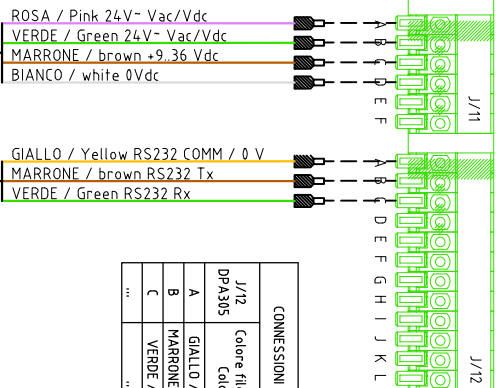 ROSA / Pink 24V~ Vac/Vdc
VERDE / Green 24V~ Vac/Vdc
MARRONE / brown +9..36 Vdc
BIANCO / white 0Vdc
A
B
C
D
E
F
J/11
GIALLO / Yellow RS232 COMM / 0 V
MARRONE / brown RS232 Tx
VERDE / Green RS232 Rx
A
B
C
D
E
F
G
H
I
J
K
L
J/12
CONNESSIONI
J/12
DPA305
Colore
A
GIALLO /
B
MARRONE
C
VERDE /
...